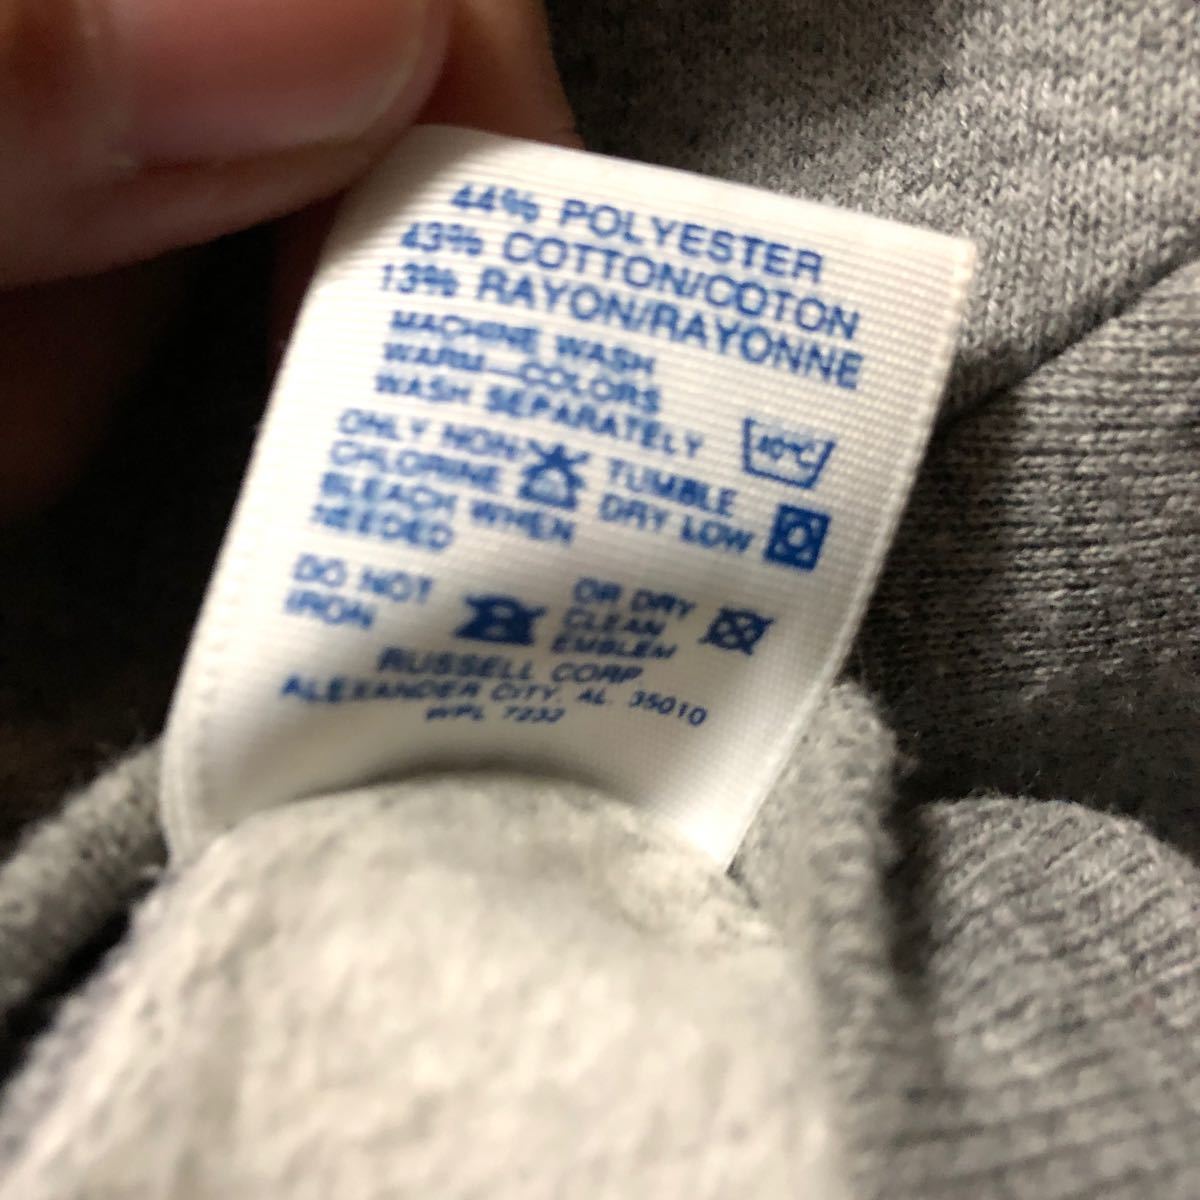 44% POLYESTER
43% COTTON/COTON
13% RAYON/RAYONNE
MACHINE WASH
WARM—COLORS
WASH SEPARATELY
40°C
ONLY NON-
CHLORINE
BLEACH WHEN
NEEDED
TUMBLE
DRY LOW
DO NOT
IRON
OR DRY
CLEAN
EMBLEM
RUSSELL CORP.
ALEXANDER CITY, AL 35010
WPL 7232